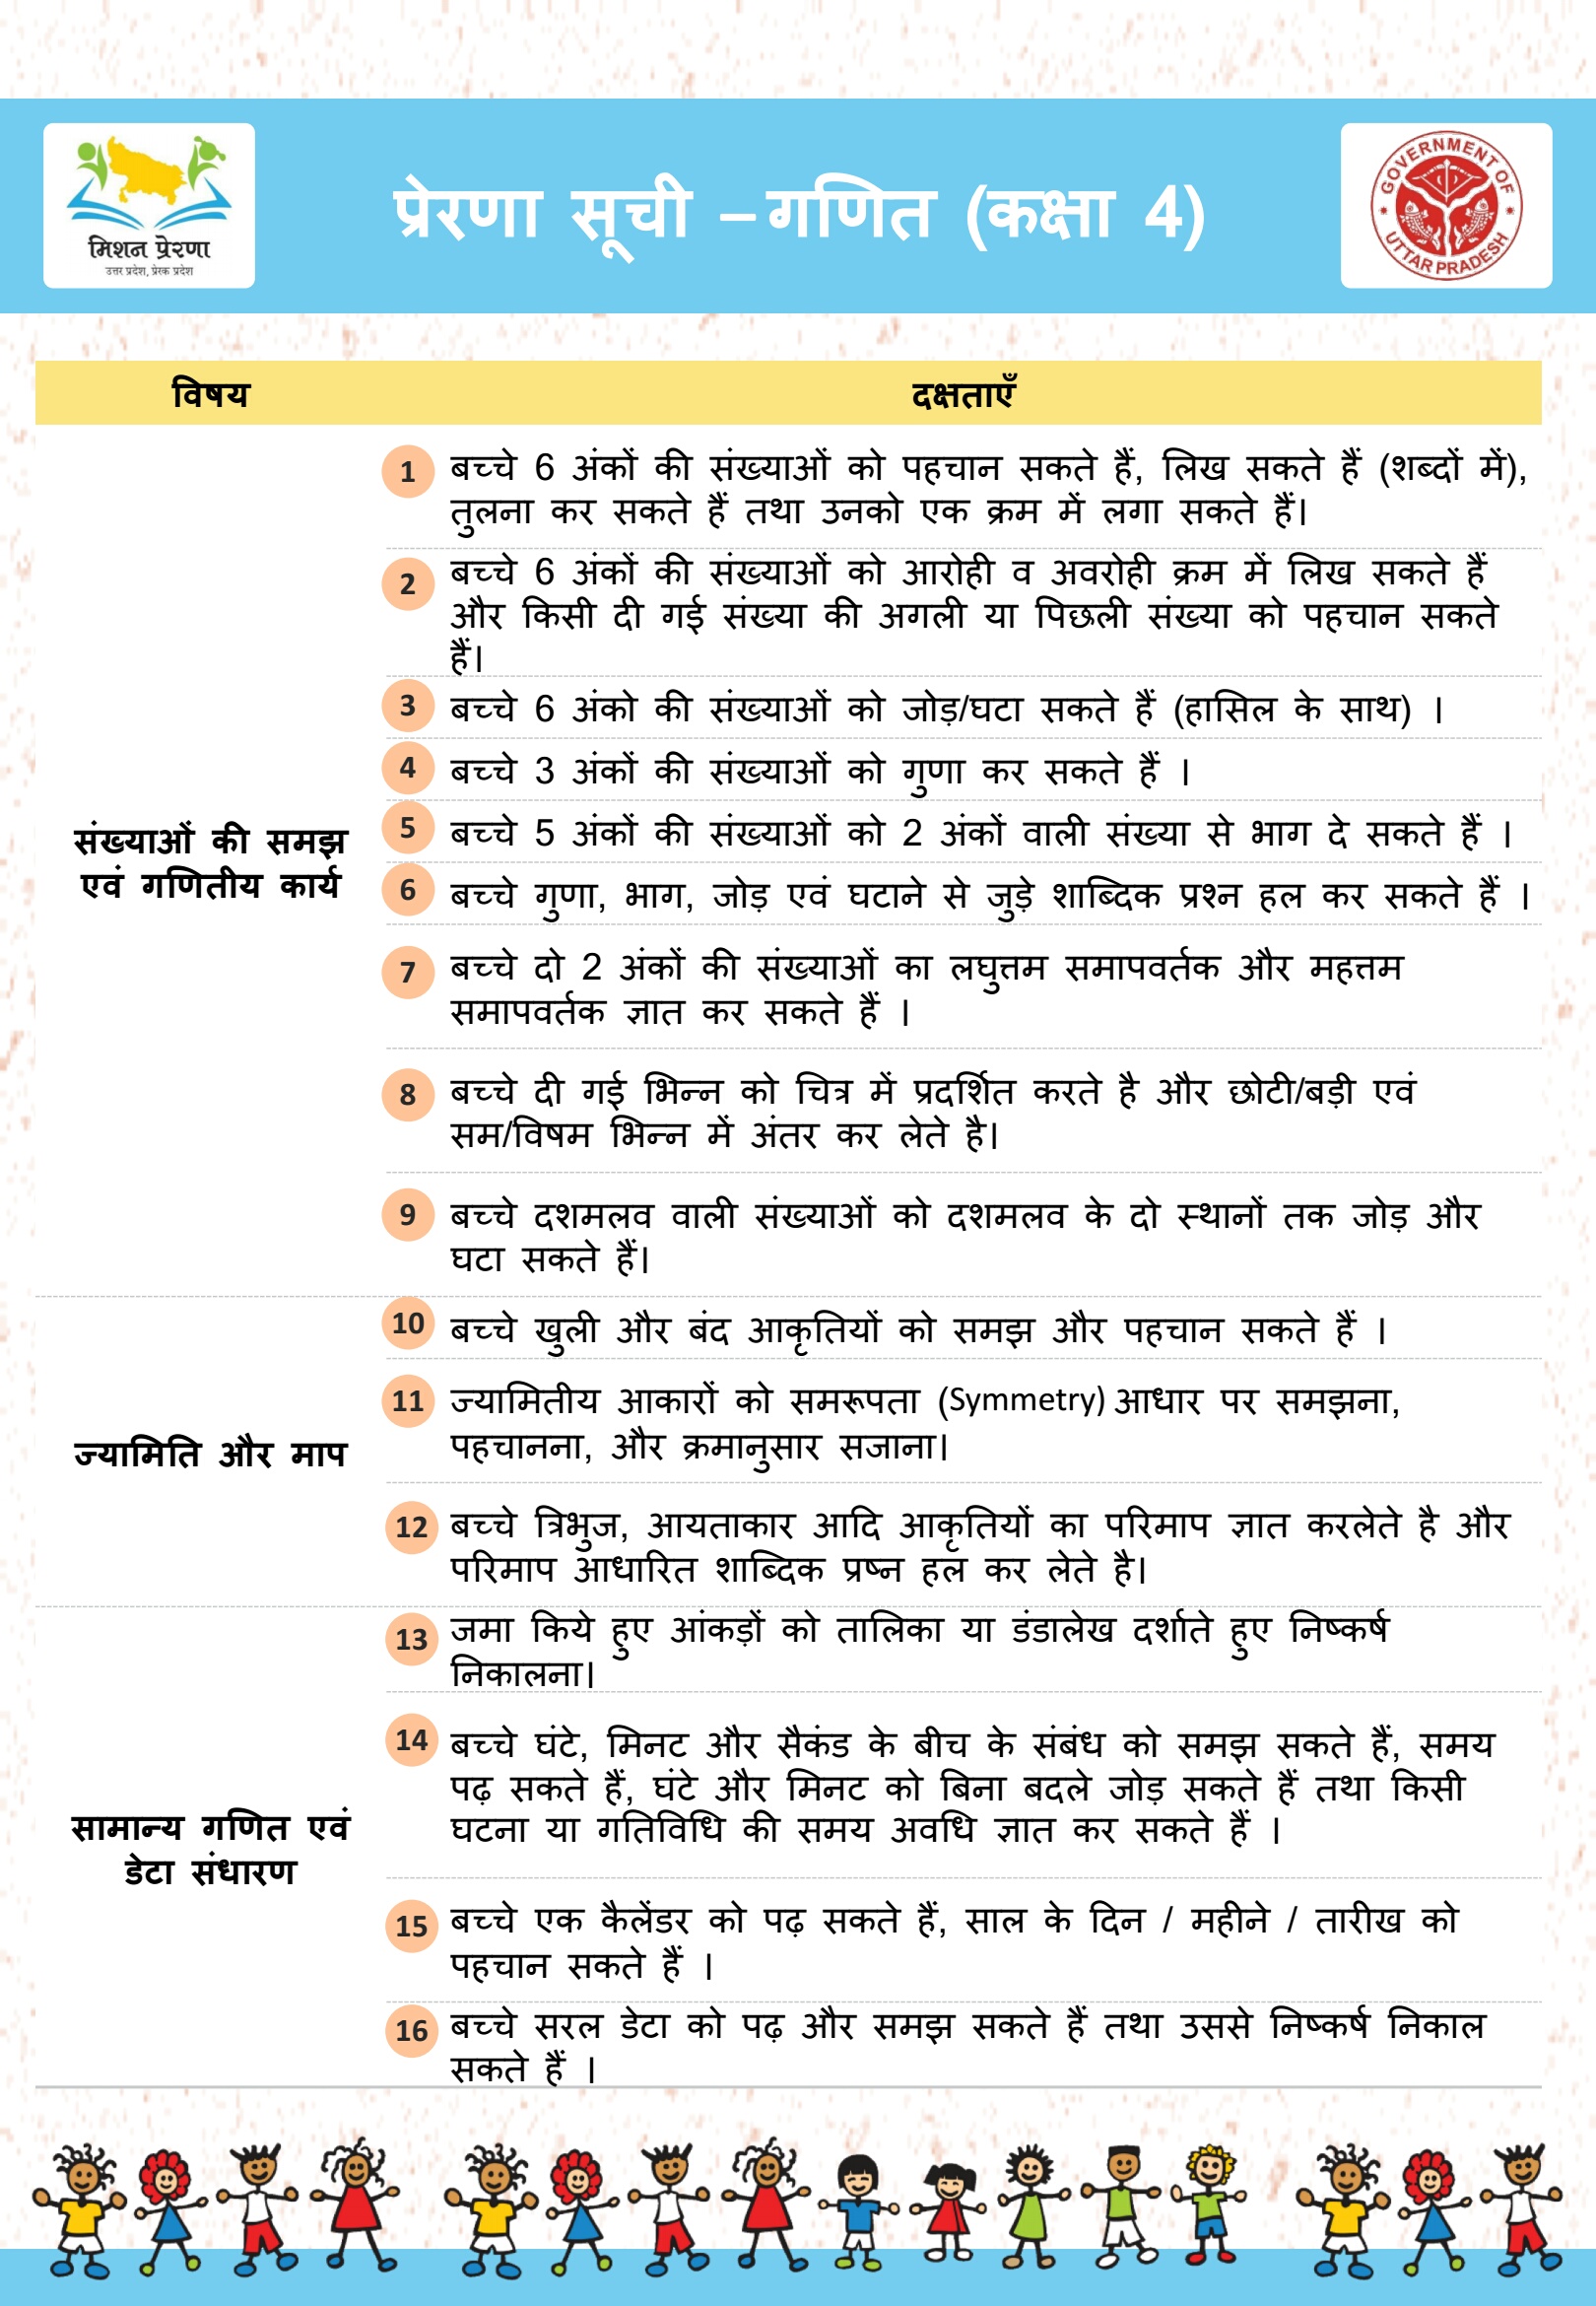 मिशन प्रेरणा
उत्तर प्रदेश, प्रेरक प्रदेश
प्रेरणा सूची – गणित (कक्षा 4)
GOVERNMENT OF
UTTAR PRADESH
विषय
दक्षताएँ
संख्याओं की समझ
एवं गणितीय कार्य
1 बच्चे 6 अंकों की संख्याओं को पहचान सकते हैं, लिख सकते हैं (शब्दों में),
तुलना कर सकते हैं तथा उनको एक क्रम में लगा सकते हैं।
2 बच्चे 6 अंकों की संख्याओं को आरोही व अवरोही क्रम में लिख सकते हैं
और किसी दी गई संख्या की अगली या पिछली संख्या को पहचान सकते
हैं।
3 बच्चे 6 अंको की संख्याओं को जोड़/घटा सकते हैं (हासिल के साथ) ।
4 बच्चे 3 अंकों की संख्याओं को गुणा कर सकते हैं ।
5 बच्चे 5 अंकों की संख्याओं को 2 अंकों वाली संख्या से भाग दे सकते हैं ।
6 बच्चे गुणा, भाग, जोड़ एवं घटाने से जुड़े शाब्दिक प्रश्न हल कर सकते हैं ।
7 बच्चे दो 2 अंकों की संख्याओं का लघुत्तम समापवर्तक और महत्तम
समापवर्तक ज्ञात कर सकते हैं ।
8 बच्चे दी गई भिन्न को चित्र में प्रदर्शित करते है और छोटी/बड़ी एवं
सम/विषम भिन्न में अंतर कर लेते है।
9 बच्चे दशमलव वाली संख्याओं को दशमलव के दो स्थानों तक जोड़ और
घटा सकते हैं।
ज्यामिति और माप
10 बच्चे खुली और बंद आकृतियों को समझ और पहचान सकते हैं ।
11 ज्यामितीय आकारों को समरूपता (Symmetry) आधार पर समझना,
पहचानना, और क्रमानुसार सजाना।
12 बच्चे त्रिभुज, आयताकार आदि आकृतियों का परिमाप ज्ञात करलेते है और
परिमाप आधारित शाब्दिक प्रष्न हल कर लेते है।
सामान्य गणित एवं
डेटा संधारण
13 जमा किये हुए आंकड़ों को तालिका या डंडालेख दर्शाते हुए निष्कर्ष
निकालना।
14 बच्चे घंटे, मिनट और सैकंड के बीच के संबंध को समझ सकते हैं, समय
पढ़ सकते हैं, घंटे और मिनट को बिना बदले जोड़ सकते हैं तथा किसी
घटना या गतिविधि की समय अवधि ज्ञात कर सकते हैं ।
15 बच्चे एक कैलेंडर को पढ़ सकते हैं, साल के दिन / महीने / तारीख को
पहचान सकते हैं ।
16 बच्चे सरल डेटा को पढ़ और समझ सकते हैं तथा उससे निष्कर्ष निकाल
सकते हैं ।